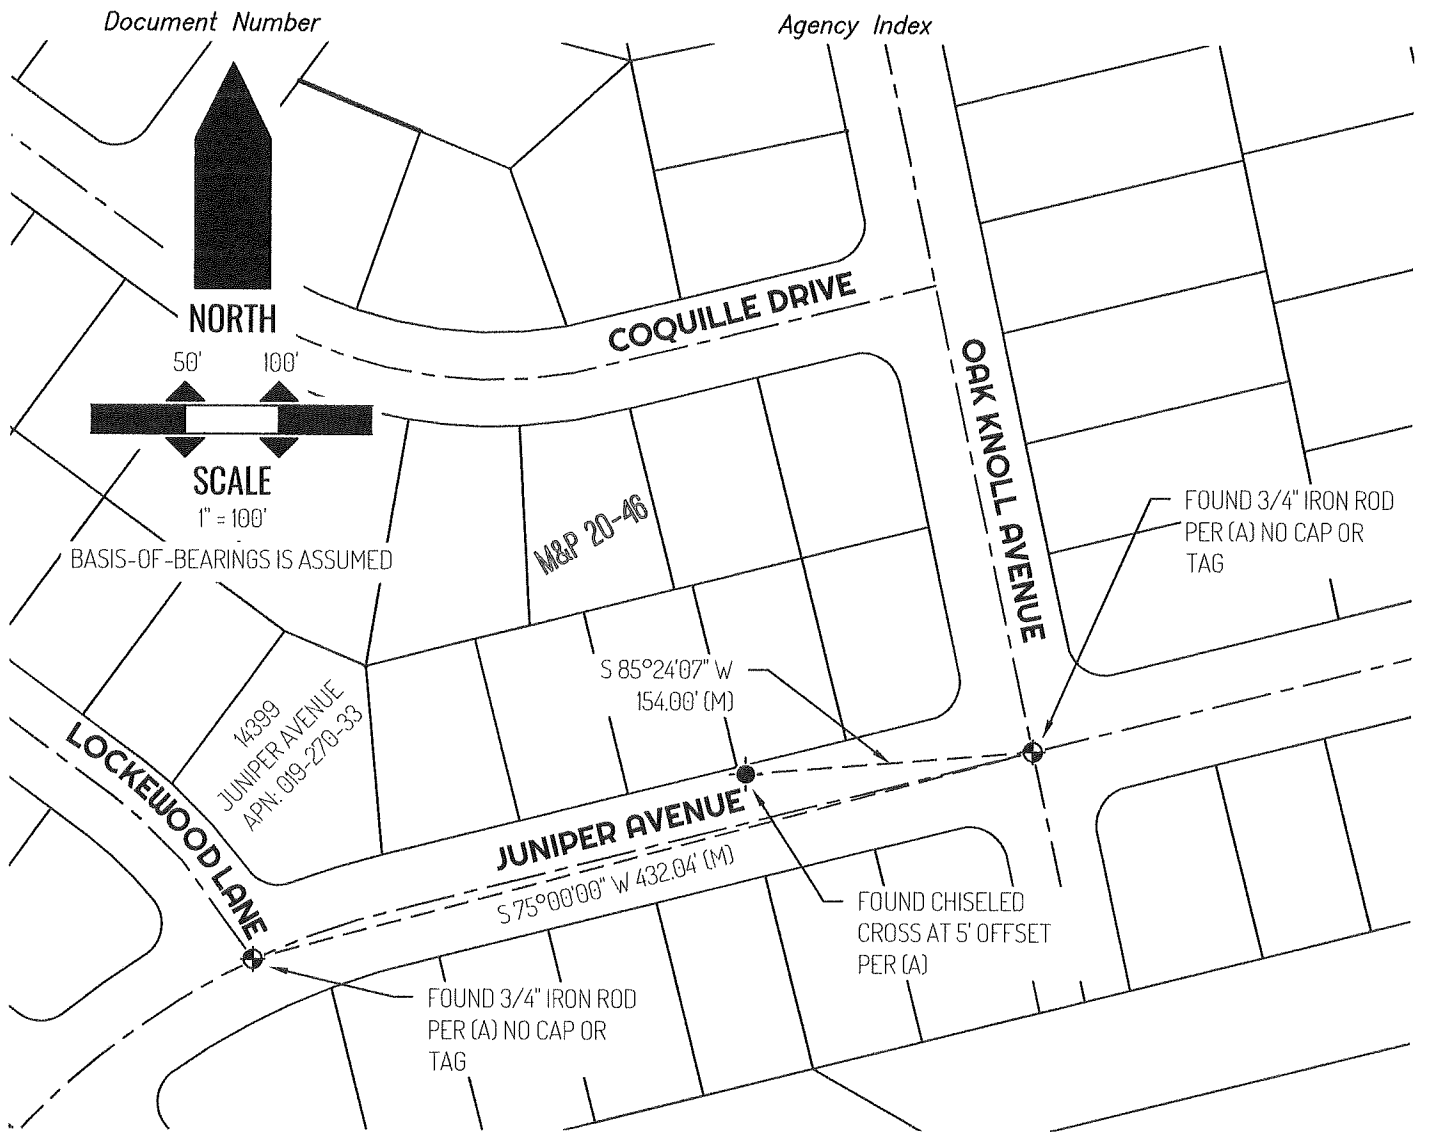 Document Number
Agency Index
NORTH
50' 100'
SCALE
1" = 100'
BASIS-OF-BEARINGS IS ASSUMED
COQUILLE DRIVE
OAK KNOLL AVENUE
M&P 20-46
FOUND 3/4" IRON ROD
PER (A) NO CAP OR
TAG
S 85°24'07" W
154.00' (M)
14399
JUNIPER AVENUE
APN: 019-270-33
LOCKEWOOD LANE
JUNIPER AVENUE
S 75°00'00" W 432.04' (M)
FOUND CHISELED
CROSS AT 5' OFFSET
PER (A)
FOUND 3/4" IRON ROD
PER (A) NO CAP OR
TAG